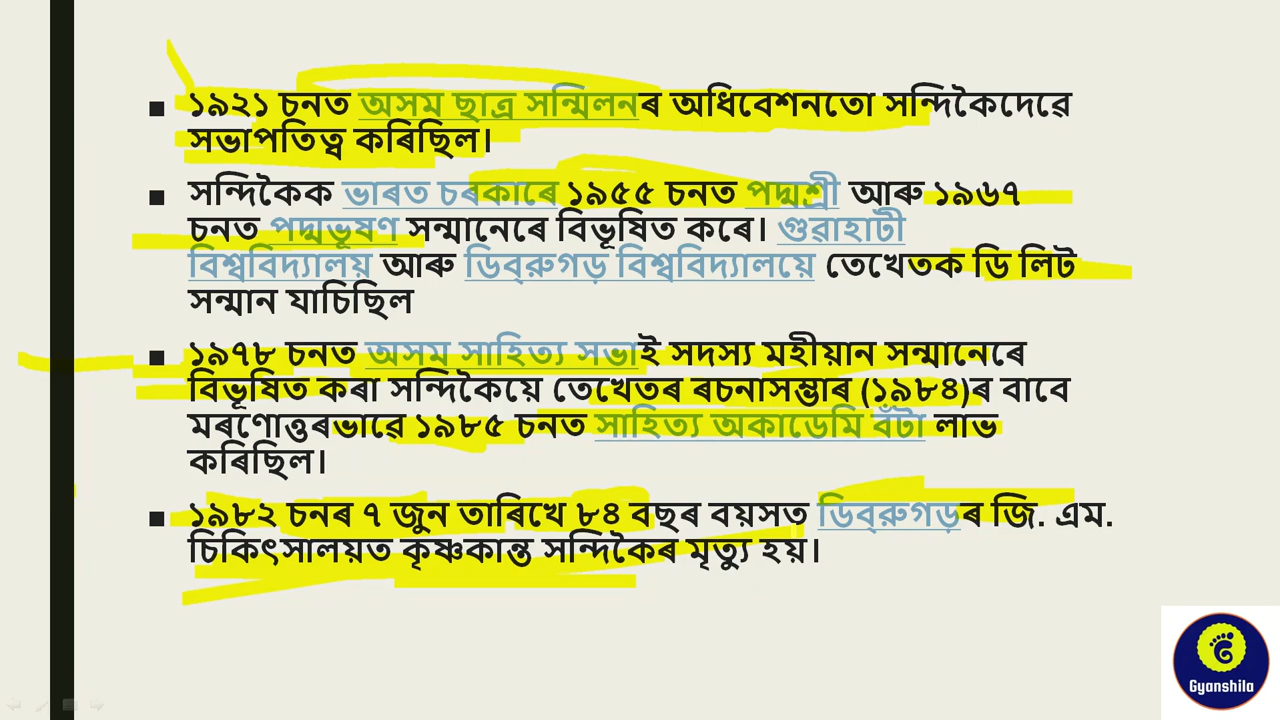 ১৯২১ চনত অসম ছাত্ৰ সন্মিলনৰ অধিবেশনতো সন্দিকৈদেৱে
সভাপতিত্ব কৰিছিল।
সন্দিকৈক ভাৰত চৰকাৰে ১৯৫৫ চনত পদ্মশ্ৰী আৰু ১৯৬৭
চনত পদ্মভূষণ সন্মানেৰে বিভূষিত কৰে। গুৱাহাটী
বিশ্ববিদ্যালয় আৰু ডিব্ৰুগড় বিশ্ববিদ্যালয়ে তেখেতক ডি লিট
সন্মান যাচিছিল
১৯৭৮ চনত অসম সাহিত্য সভাই সদস্য মহীয়ান সন্মানেৰে
বিভূষিত কৰা সন্দিকৈয়ে তেখেতৰ ৰচনাসম্ভাৰ (১৯৮৪)ৰ বাবে
মৰণোত্তৰভাৱে ১৯৮৫ চনত সাহিত্য অকাডেমি বঁটা লাভ
কৰিছিল।
১৯৮২ চনৰ ৭ জুন তাৰিখে ৮৪ বছৰ বয়সত ডিব্ৰুগড়ৰ জি. এম.
চিকিৎসালয়ত কৃষ্ণকান্ত সন্দিকৈৰ মৃত্যু হয়।
Gyanshila